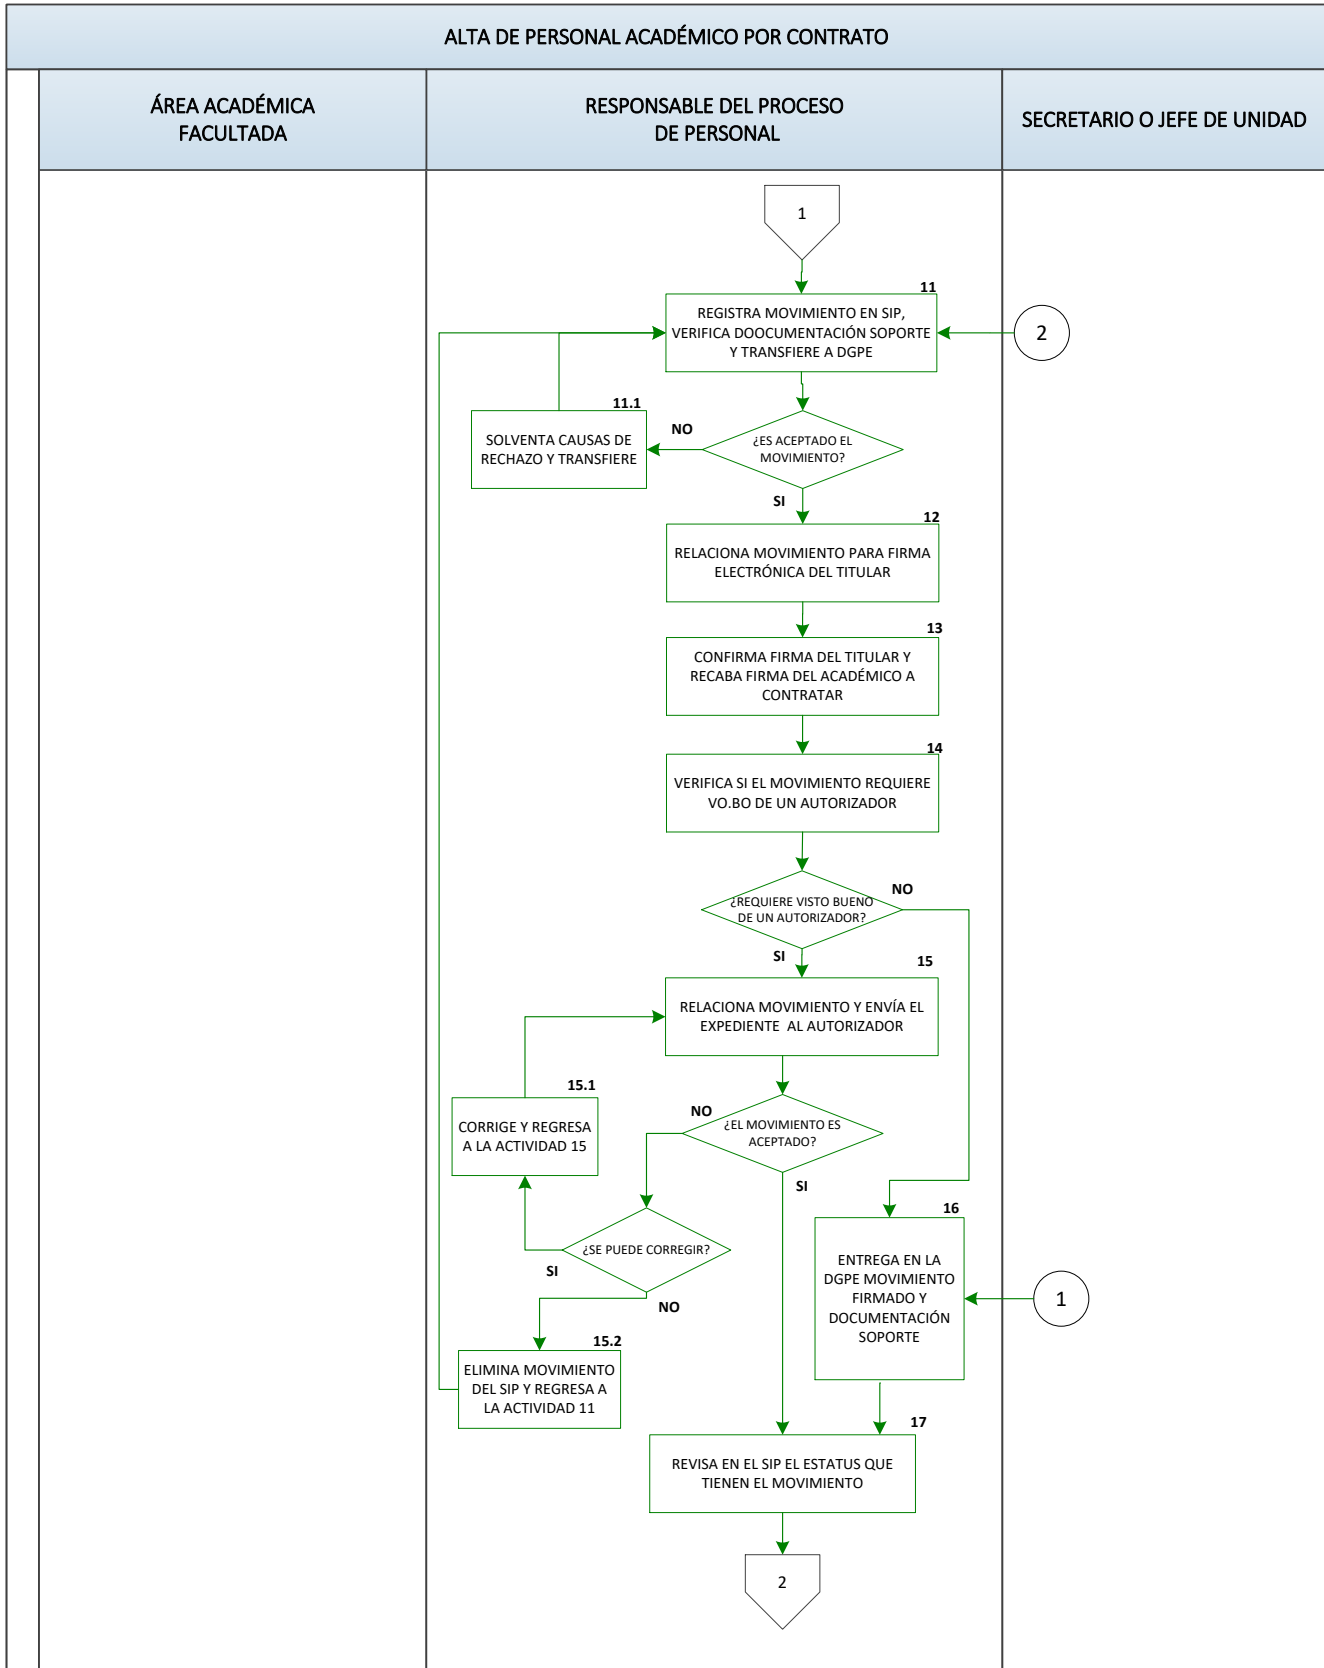 ALTA DE PERSONAL ACADÉMICO POR CONTRATO
ÁREA ACADÉMICA
FACULTADA
RESPONSABLE DEL PROCESO
DE PERSONAL
SECRETARIO O JEFE DE UNIDAD
1
11
REGISTRA MOVIMIENTO EN SIP,
VERIFICA DOOCUMENTACIÓN SOPORTE
Y TRANSFIERE A DGPE
2
11.1
SOLVENTA CAUSAS DE
RECHAZO Y TRANSFIERE
NO
¿ES ACEPTADO EL
MOVIMIENTO?
SI
12
RELACIONA MOVIMIENTO PARA FIRMA
ELECTRÓNICA DEL TITULAR
13
CONFIRMA FIRMA DEL TITULAR Y
RECABA FIRMA DEL ACADÉMICO A
CONTRATAR
14
VERIFICA SI EL MOVIMIENTO REQUIERE
VO.BO DE UN AUTORIZADOR
¿REQUIERE VISTO BUENO
DE UN AUTORIZADOR?
NO
SI
15
RELACIONA MOVIMIENTO Y ENVÍA EL
EXPEDIENTE AL AUTORIZADOR
15.1
CORRIGE Y REGRESA
A LA ACTIVIDAD 15
NO
¿EL MOVIMIENTO ES
ACEPTADO?
SI
¿SE PUEDE CORREGIR?
SI
NO
16
ENTREGA EN LA
DGPE MOVIMIENTO
FIRMADO Y
DOCUMENTACIÓN
SOPORTE
1
15.2
ELIMINA MOVIMIENTO
DEL SIP Y REGRESA A
LA ACTIVIDAD 11
17
REVISA EN EL SIP EL ESTATUS QUE
TIENEN EL MOVIMIENTO
2